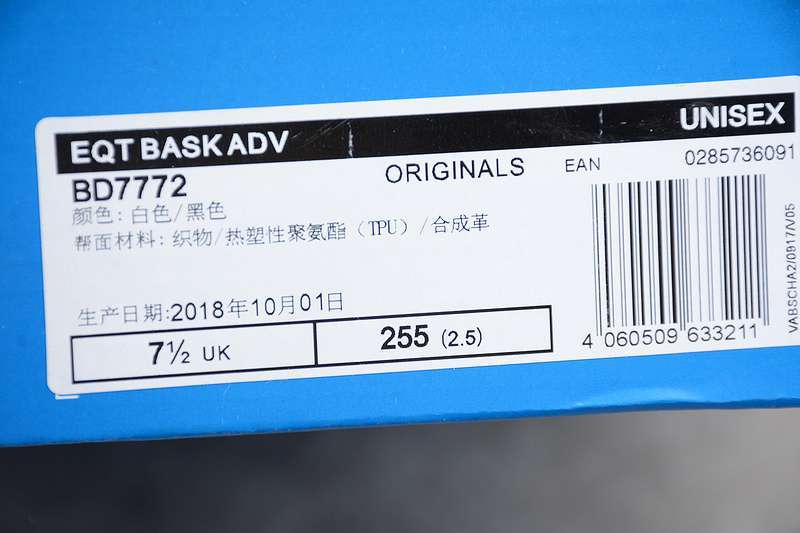 EQT BASK ADV UNISEX
BD7772 ORIGINALS EAN 0285736091
颜色: 白色/黑色
帮面材料: 织物/热塑性聚氨酯 (TPU) /合成革
生产日期:2018年10月01日
7½ UK 255 (2.5)
4 060509 633211
VABSCHA2/0917/V05